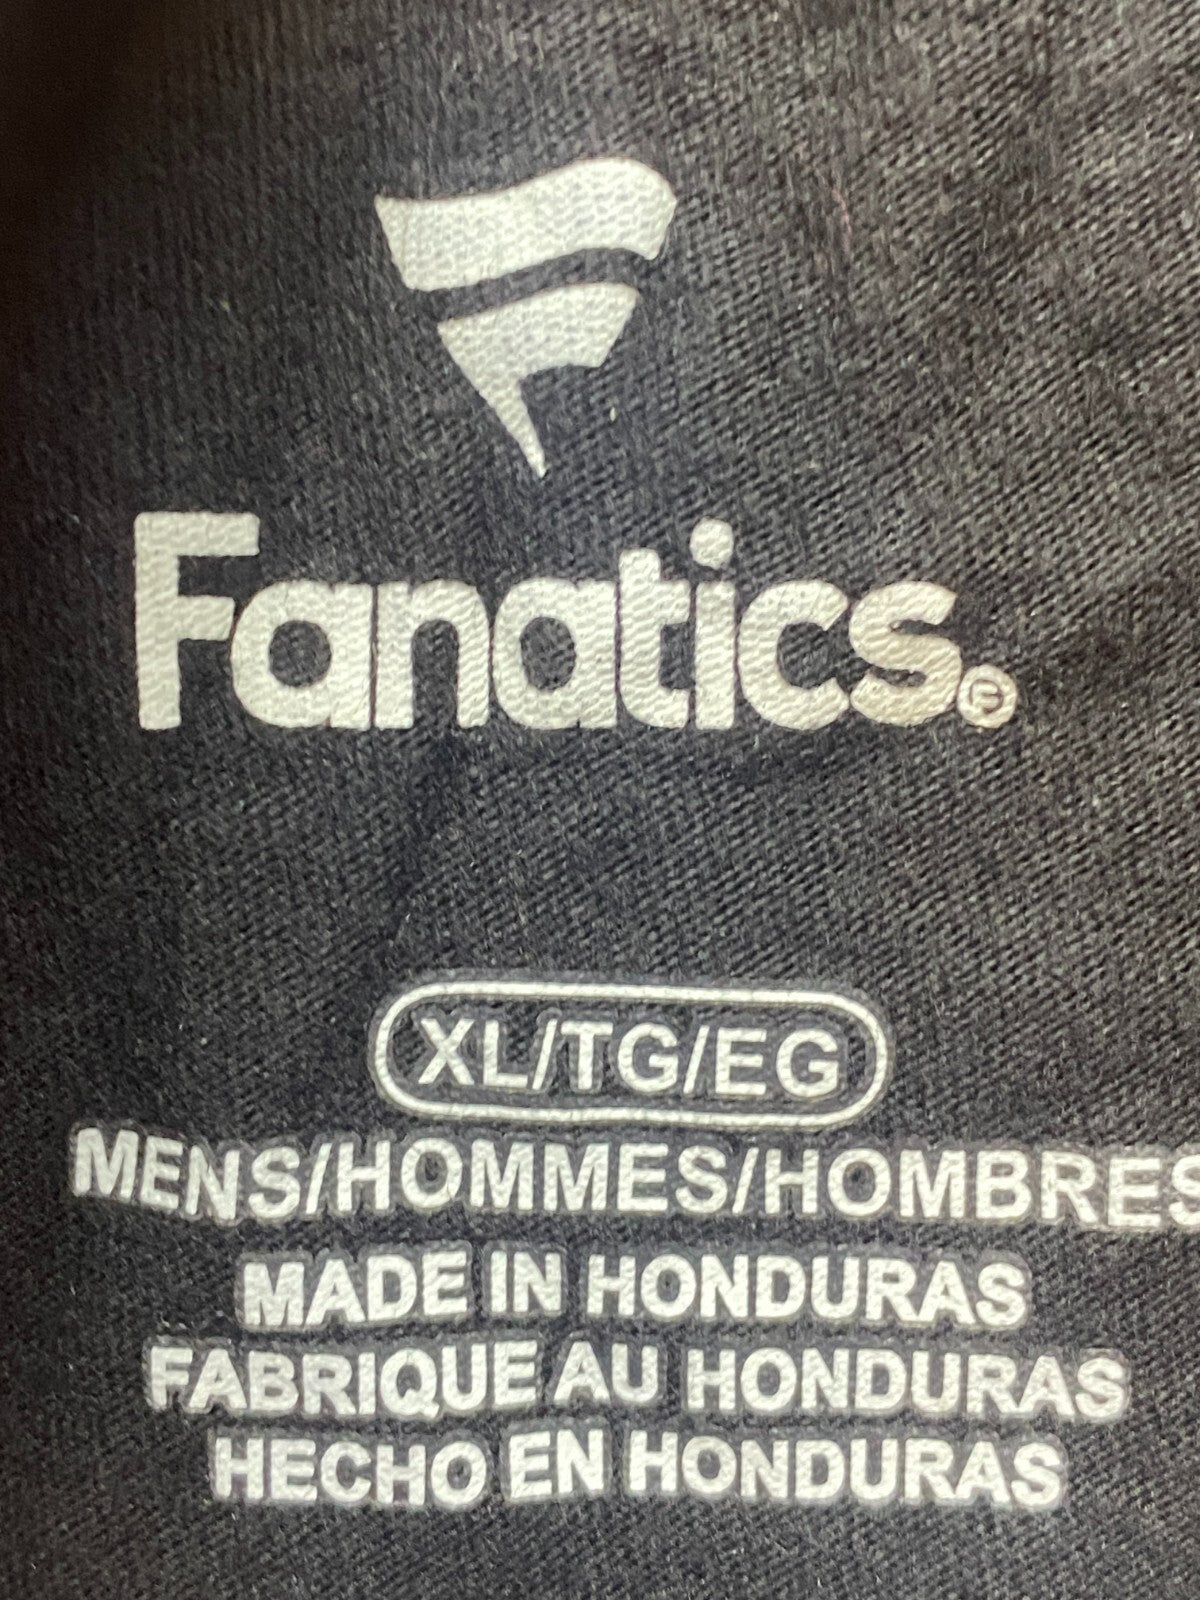 Fanatics®
XL/TG/EG
MENS/HOMMES/HOMBRES
MADE IN HONDURAS
FABRIQUE AU HONDURAS
HECHO EN HONDURAS